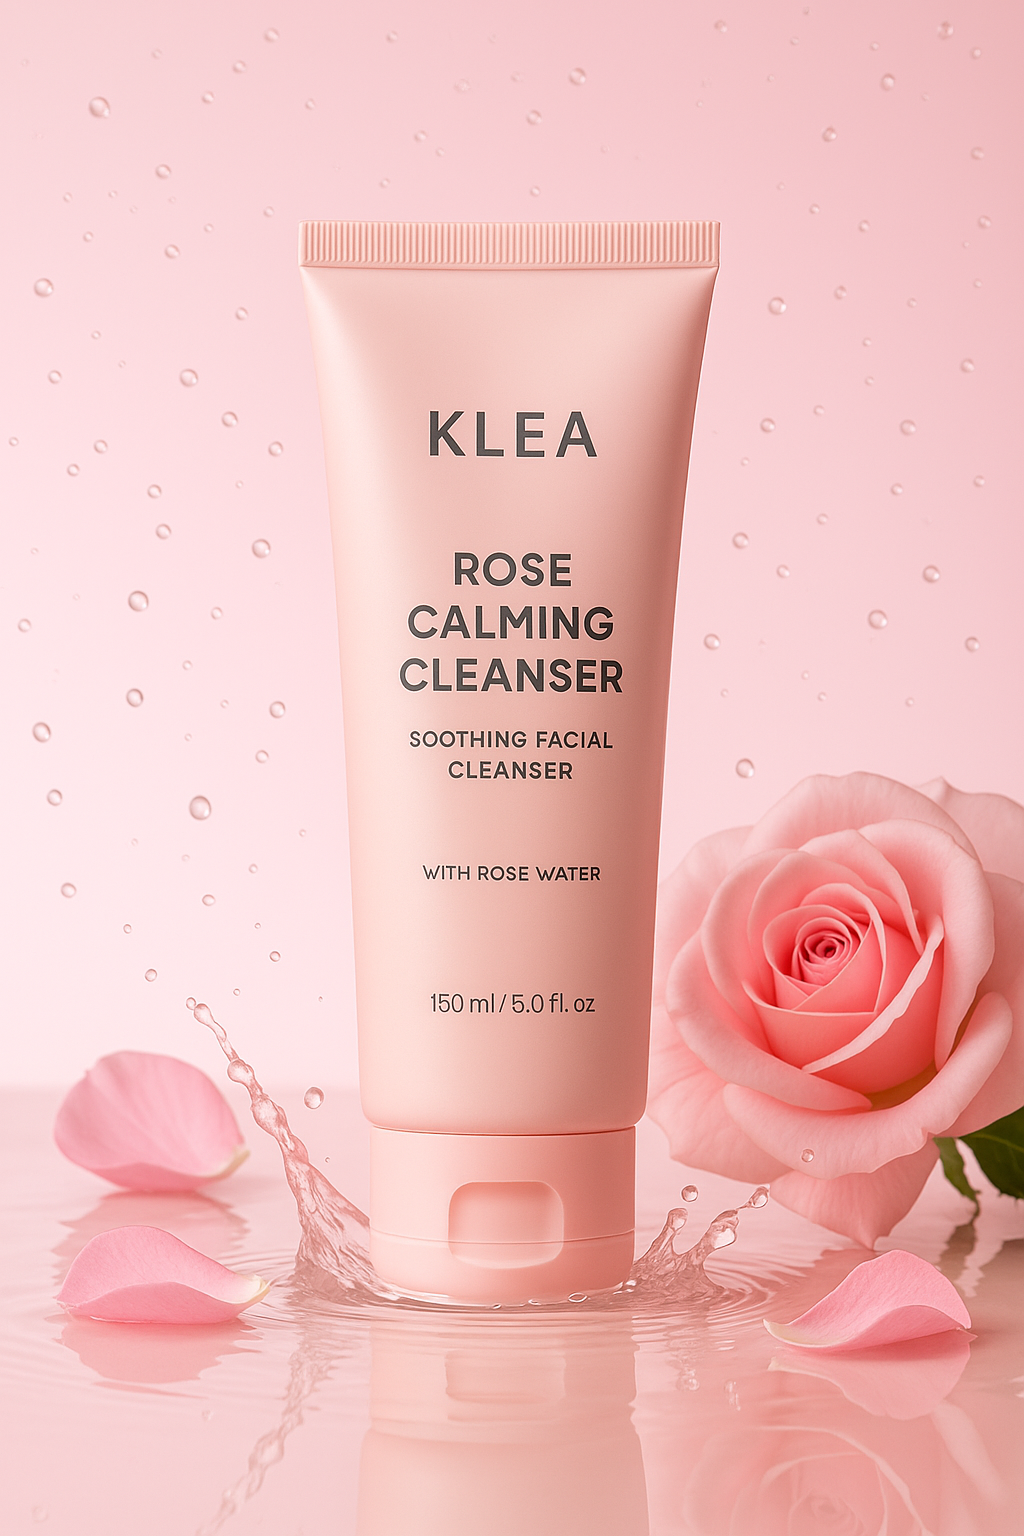 KLEA
ROSE
CALMING
CLEANSER
SOOTHING FACIAL
CLEANSER
WITH ROSE WATER
150 ml / 5.0 fl. oz